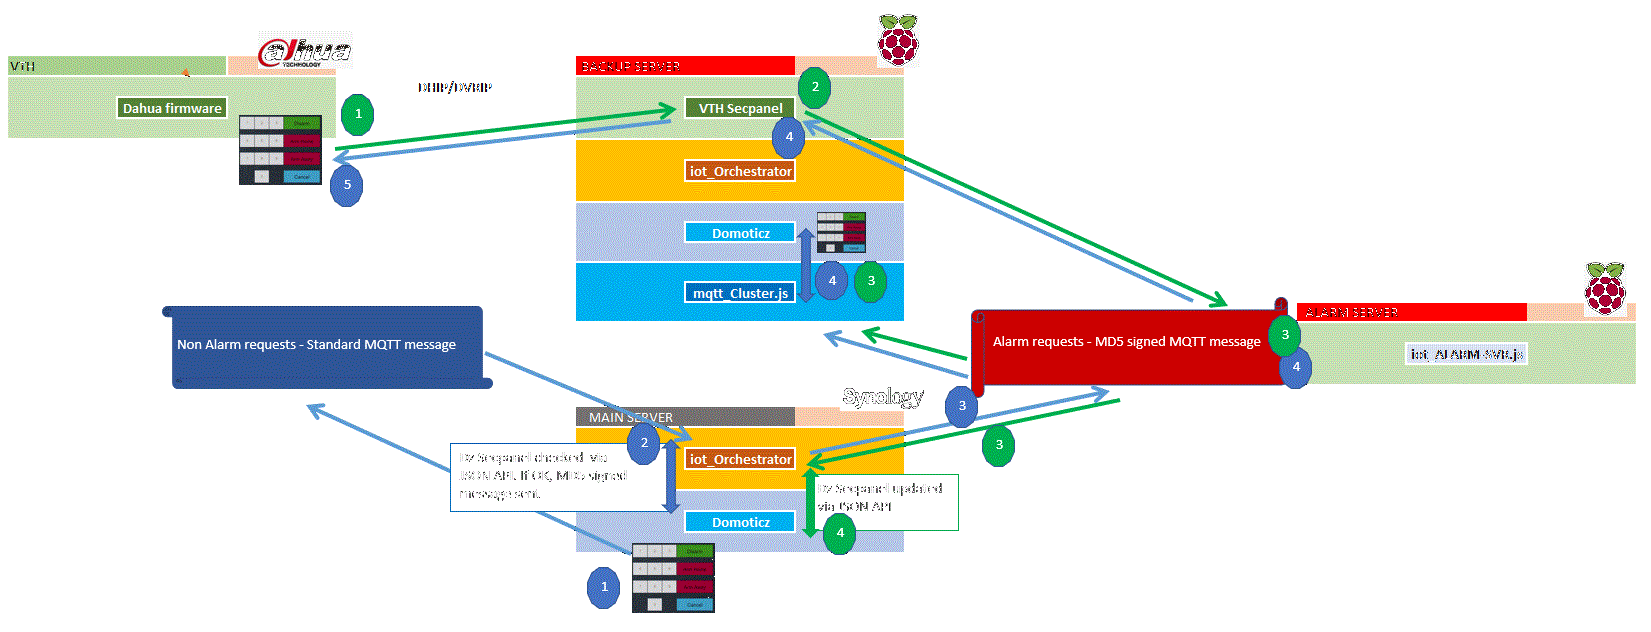 alhua
TECHNOLOGY
VTH
BACKUP SERVER
DHIP/DVRIP
Dahua firmware
1
VTH Secpanel
2
4
5
iot_Orchestrator
Domoticz
4
3
mqtt_Cluster.js
Non Alarm requests - Standard MQTT message
Alarm requests - MD5 signed MQTT message
3
4
ALARM SERVER
iot_ALARM-SVR.js
Synology
3
3
MAIN SERVER
2
iot_Orchestrator
Dz Secpanel checked via
JSON API. If OK, MD5 signed
message sent.
Dz Secpanel updated
via JSON API
Domoticz
4
1